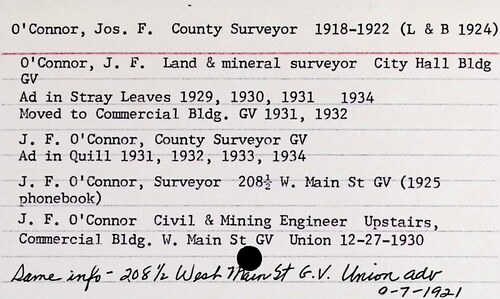 O'Connor, Jos. F.  County Surveyor  1918-1922 (L & B 1924)
O'Connor, J. F.  Land & mineral surveyor  City Hall Bldg
GV
Ad in Stray Leaves 1929, 1930, 1931   1934
Moved to Commercial Bldg. GV 1931, 1932
J. F. O'Connor, County Surveyor GV
Ad in Quill 1931, 1932, 1933, 1934
J. F. O'Connor, Surveyor  208½ W. Main St GV (1925
phonebook)
J. F. O'Connor  Civil & Mining Engineer  Upstairs,
Commercial Bldg. W. Main St GV  Union 12-27-1930
Same info - 208 1/2 West Main St G.V. Union adv
-7-1921